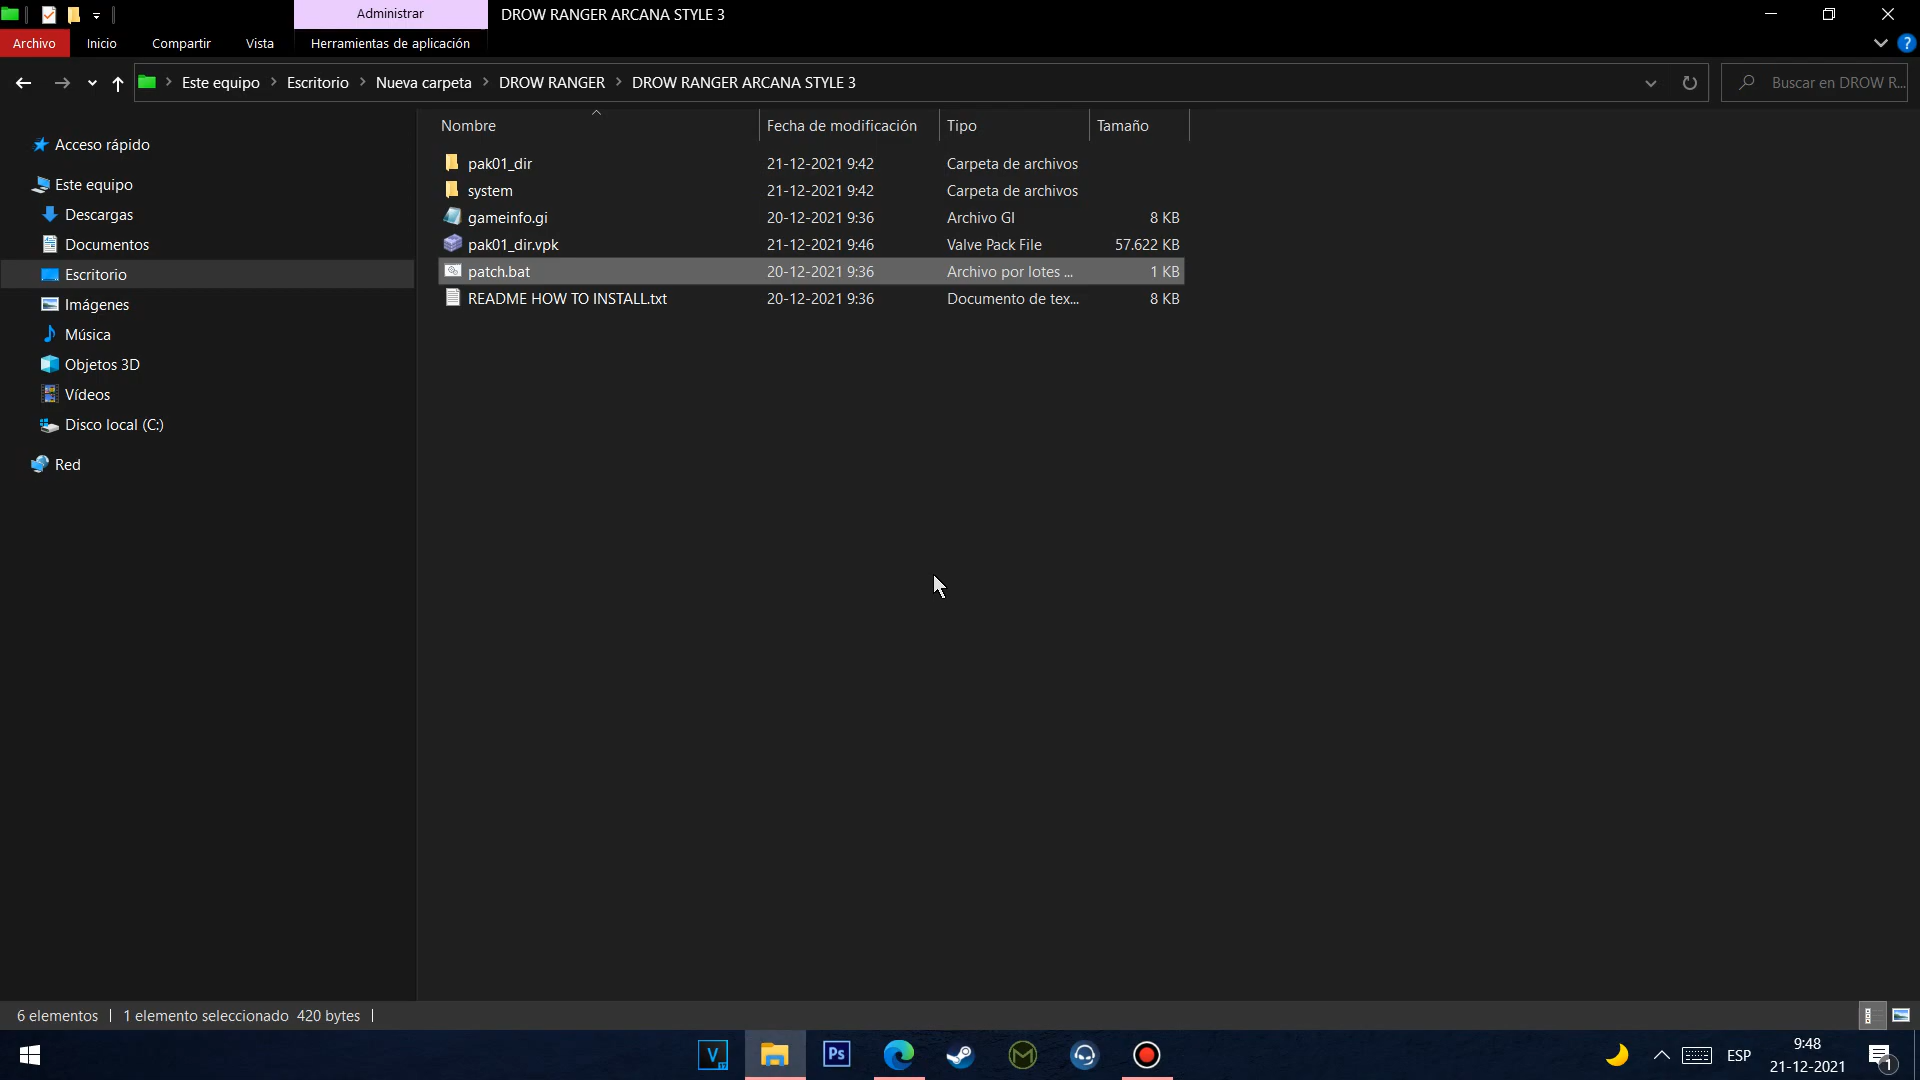 Administrar
DROW RANGER ARCANA STYLE 3
Archivo Inicio Compartir Vista Herramientas de aplicación
?
Este equipo Escritorio Nueva carpeta DROW RANGER DROW RANGER ARCANA STYLE 3
Buscar en DROW R...
Nombre Fecha de modificación Tipo Tamaño
Acceso rápido
Este equipo
Descargas
Documentos
Escritorio
Imágenes
Música
Objetos 3D
Vídeos
Disco local (C:)
Red
pak01_dir 21-12-2021 9:42 Carpeta de archivos
system 21-12-2021 9:42 Carpeta de archivos
gameinfo.gi 20-12-2021 9:36 Archivo GI 8 KB
pak01_dir.vpk 21-12-2021 9:46 Valve Pack File 57.622 KB
patch.bat 20-12-2021 9:36 Archivo por lotes ... 1 KB
README HOW TO INSTALL.txt 20-12-2021 9:36 Documento de tex... 8 KB
6 elementos 1 elemento seleccionado 420 bytes
V Ps M ESP
9:48
21-12-2021
1